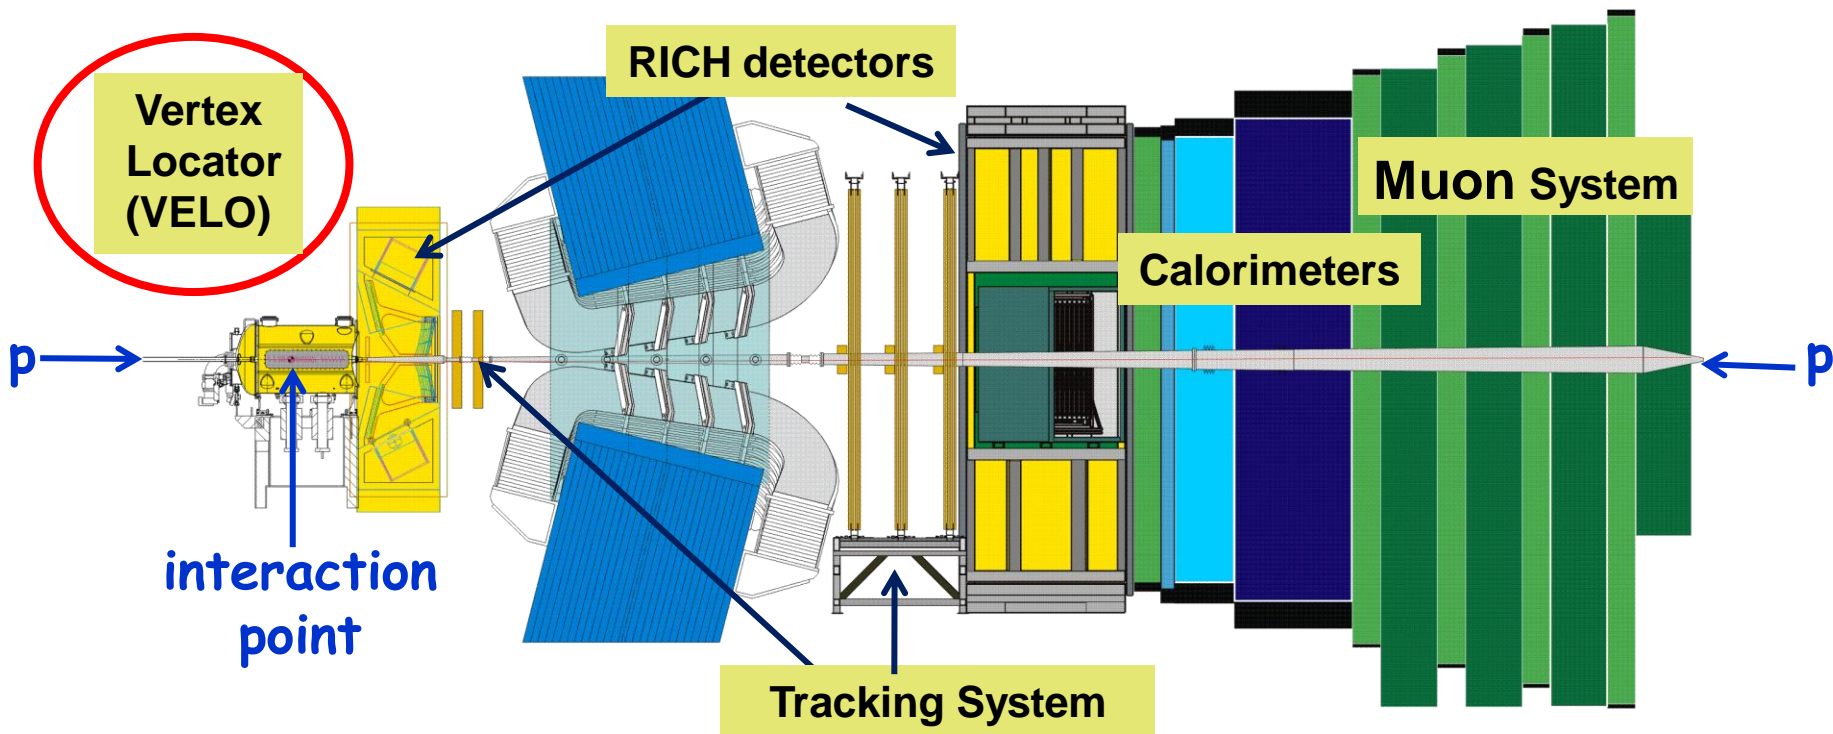 RICH detectors
Vertex
Locator
(VELO)
Muon System
Calorimeters
p
p
interaction
point
Tracking System